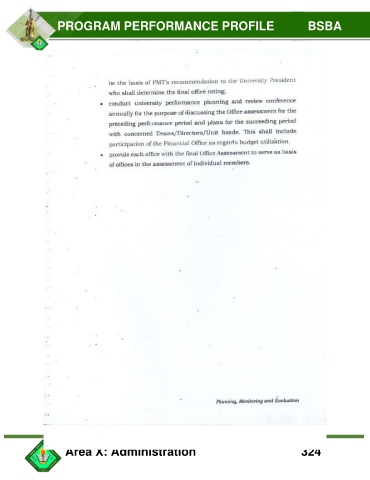 PROGRAM PERFORMANCE PROFILE BSBA
be the basis of PMT's recommendation to the University President
who shall determine the final office rating;
• conduct university performance planning and review conference
annually for the purpose of discussing the Office assessment for the
preceding performance period and plans for the succeeding period
with concerned Deans/Directors/Unit heads. This shall include
participation of the Financial Office as regards budget utilization.
• provide each office with the final Office Assessment to serve as basis
of offices in the assessment of individual members.
Planning, Monitoring and Evaluation
Area X: Administration 324